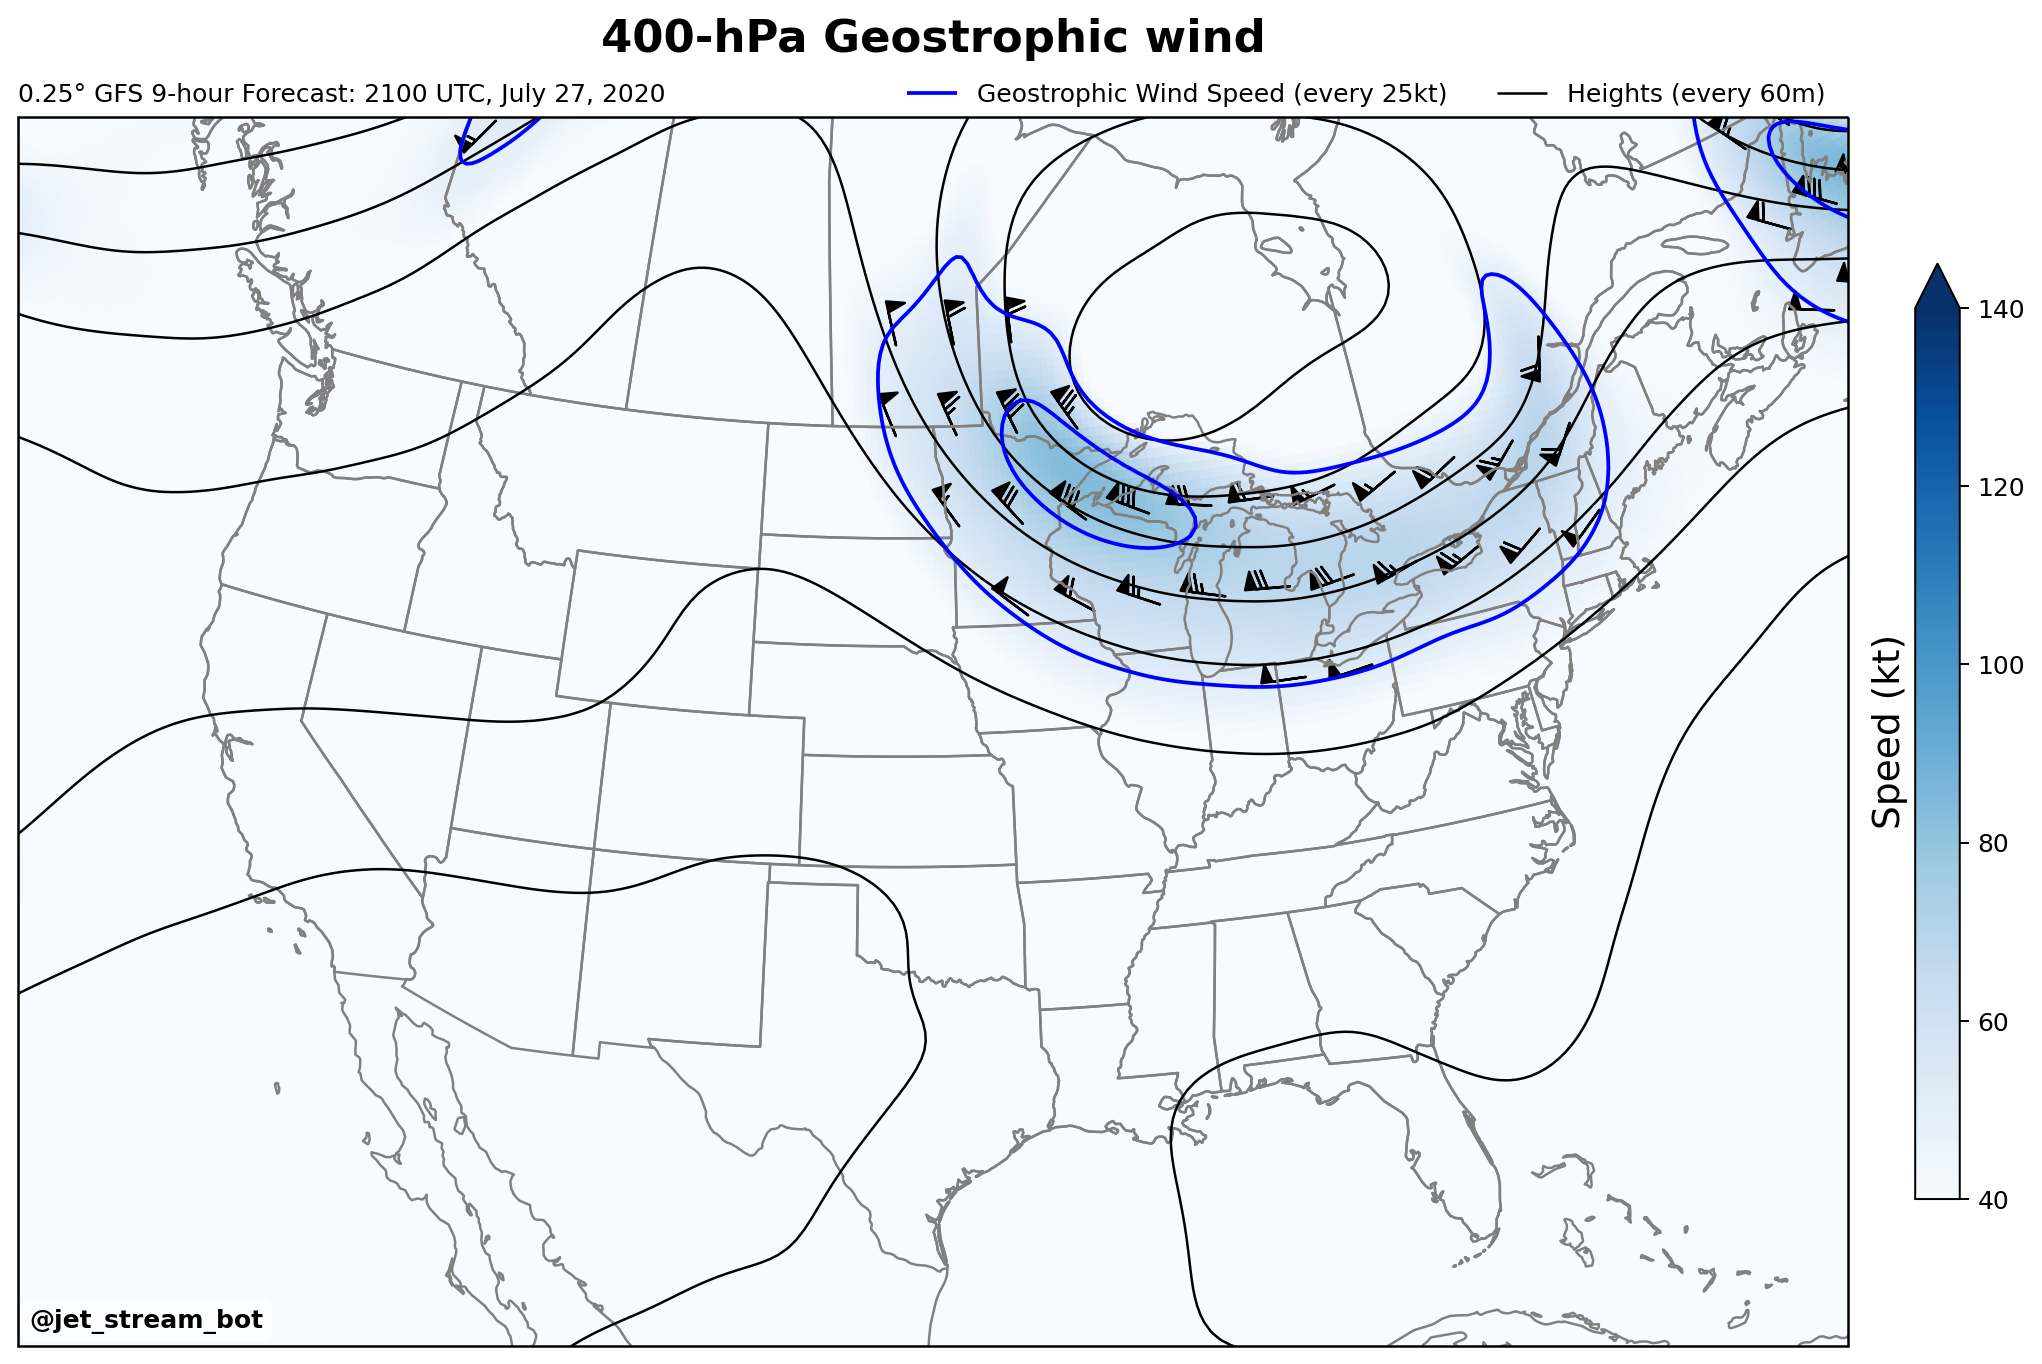 400-hPa Geostrophic wind
0.25° GFS 9-hour Forecast: 2100 UTC, July 27, 2020
Geostrophic Wind Speed (every 25kt)
Heights (every 60m)
140
120
100
80
60
40
Speed (kt)
@jet_stream_bot